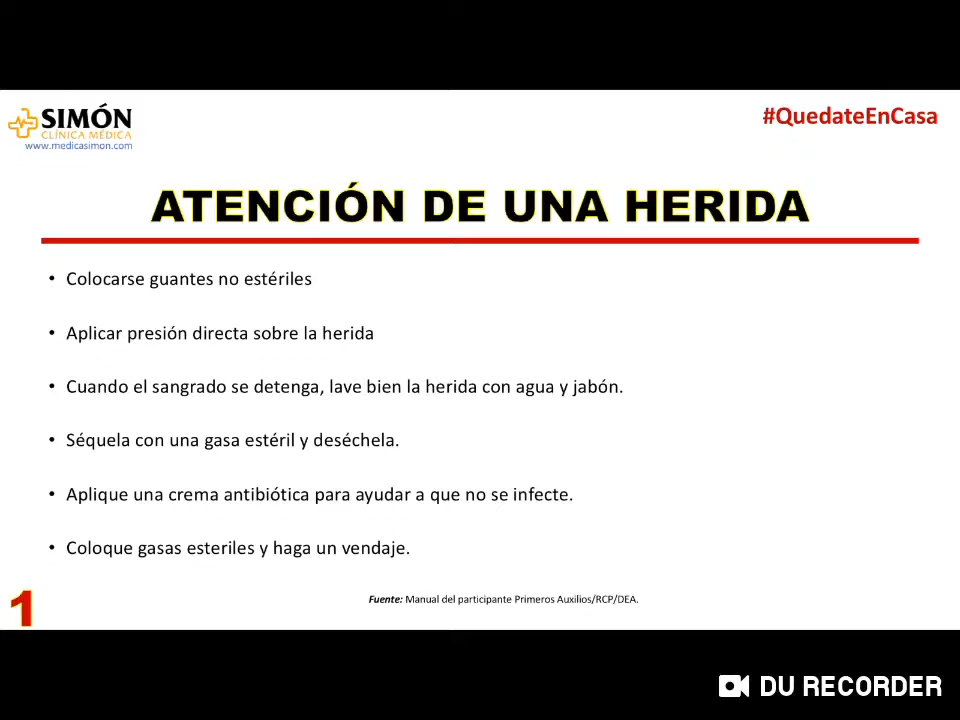 SIMÓN
CLÍNICA MÉDICA
www.medicasimon.com
#QuedateEnCasa
ATENCIÓN DE UNA HERIDA
• Colocarse guantes no estériles
• Aplicar presión directa sobre la herida
• Cuando el sangrado se detenga, lave bien la herida con agua y jabón.
• Séquela con una gasa estéril y deséchela.
• Aplique una crema antibiótica para ayudar a que no se infecte.
• Coloque gasas esteriles y haga un vendaje.
Fuente: Manual del participante Primeros Auxilios/RCP/DEA.
1
DU RECORDER